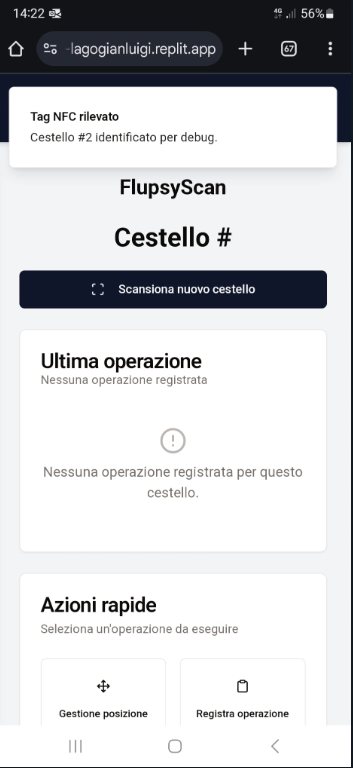 14:22
4G
56%
-lagogianluigi.replit.app
67
Tag NFC rilevato
Cestello #2 identificato per debug.
FlupsyScan
Cestello #
Scansiona nuovo cestello
Ultima operazione
Nessuna operazione registrata
Nessuna operazione registrata per questo
cestello.
Azioni rapide
Seleziona un'operazione da eseguire
Gestione posizione
Registra operazione